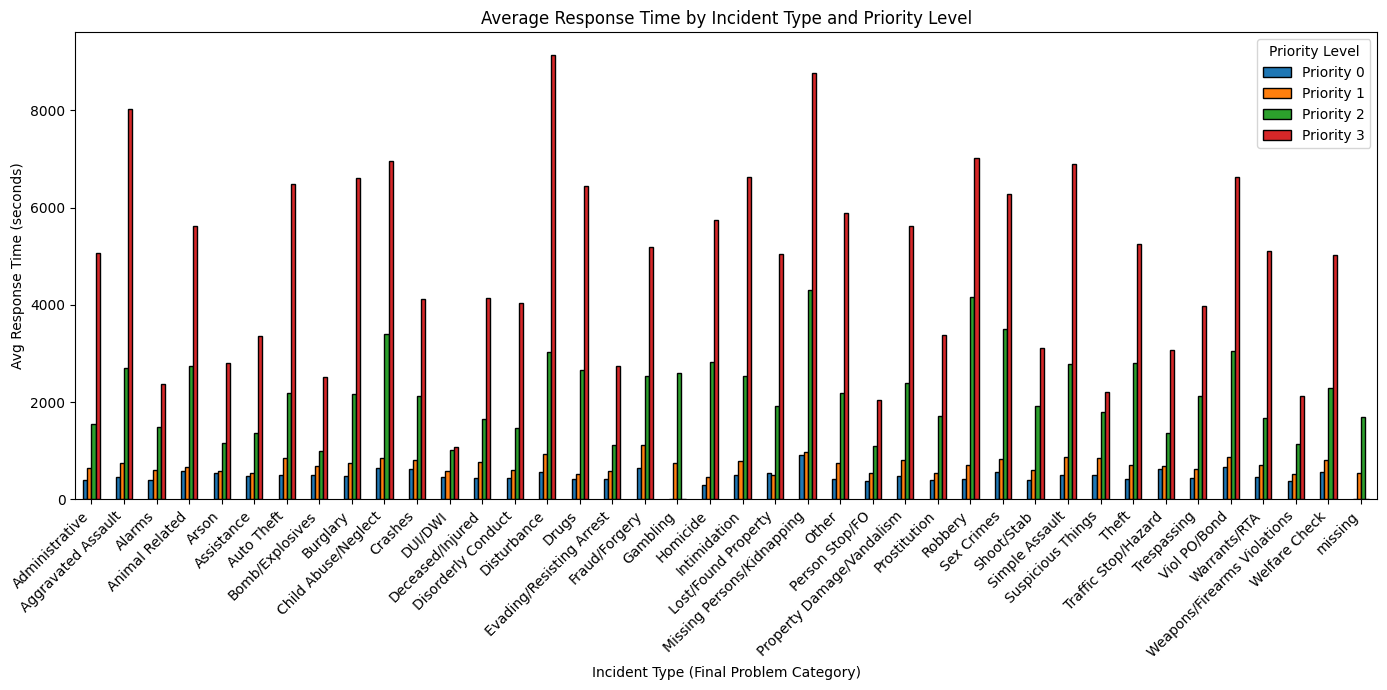 Average Response Time by Incident Type and Priority Level
Priority Level
Priority 0
Priority 1
Priority 2
Priority 3
Avg Response Time (seconds)
8000
6000
4000
2000
0
Administrative
Aggravated Assault
Alarms
Animal Related
Arson
Assistance
Auto Theft
Bomb/Explosives
Burglary
Child Abuse/Neglect
Crashes
DUI/DWI
Deceased/Injured
Disorderly Conduct
Disturbance
Drugs
Evading/Resisting Arrest
Fraud/Forgery
Gambling
Homicide
Intimidation
Lost/Found Property
Missing Persons/Kidnapping
Other
Person Stop/FO
Property Damage/Vandalism
Prostitution
Robbery
Sex Crimes
Shoot/Stab
Simple Assault
Suspicious Things
Theft
Traffic Stop/Hazard
Trespassing
Viol PO/Bond
Warrants/RTA
Weapons/Firearms Violations
Welfare Check
missing
Incident Type (Final Problem Category)